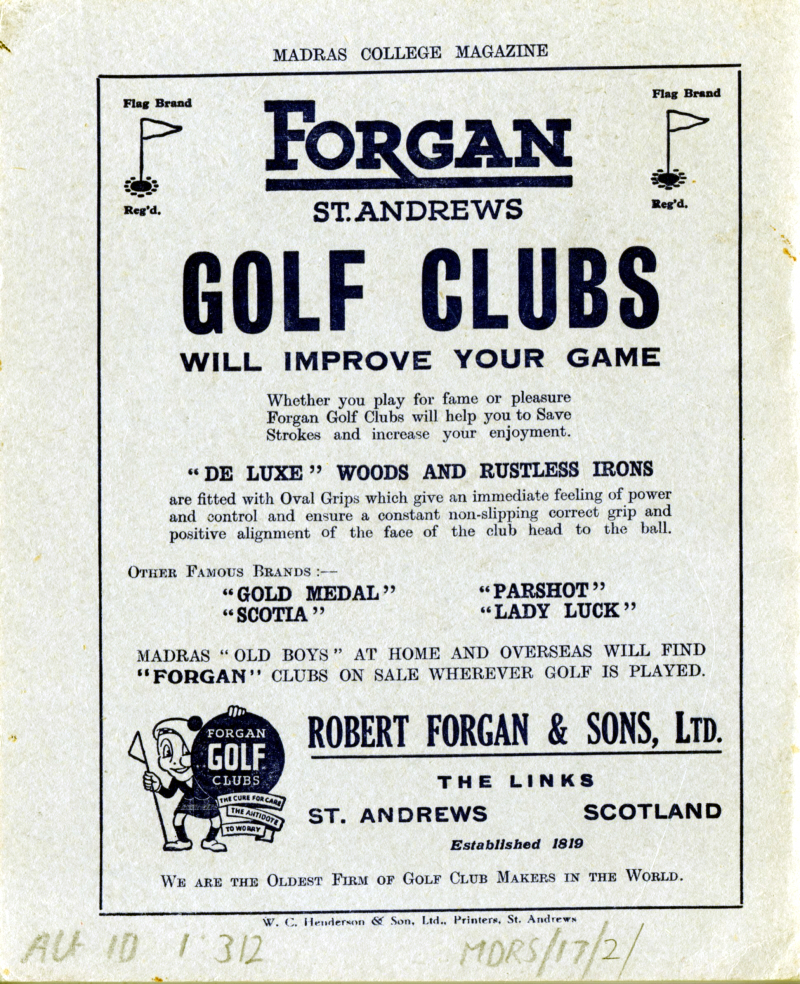 MADRAS COLLEGE MAGAZINE
Flag Brand
Flag Brand
FORGAN
Reg'd.
Reg'd.
ST. ANDREWS
GOLF CLUBS
WILL IMPROVE YOUR GAME
Whether you play for fame or pleasure
Forgan Golf Clubs will help you to Save
Strokes and increase your enjoyment.
"DE LUXE" WOODS AND RUSTLESS IRONS
are fitted with Oval Grips which give an immediate feeling of power
and control and ensure a constant non-slipping correct grip and
positive alignment of the face of the club head to the ball.
OTHER FAMOUS BRANDS :—
"GOLD MEDAL" "PARSHOT"
"SCOTIA" "LADY LUCK"
MADRAS "OLD BOYS" AT HOME AND OVERSEAS WILL FIND
"FORGAN" CLUBS ON SALE WHEREVER GOLF IS PLAYED.
FORGAN
GOLF
CLUBS
THE CURE FOR CARE
THE ANTIDOTE
TO WORRY
ROBERT FORGAN & SONS, LTD.
THE LINKS
ST. ANDREWS SCOTLAND
Established 1819
WE ARE THE OLDEST FIRM OF GOLF CLUB MAKERS IN THE WORLD.
W. C. Henderson & Son, Ltd., Printers, St. Andrews
10 1 312 MDRS/17/2/